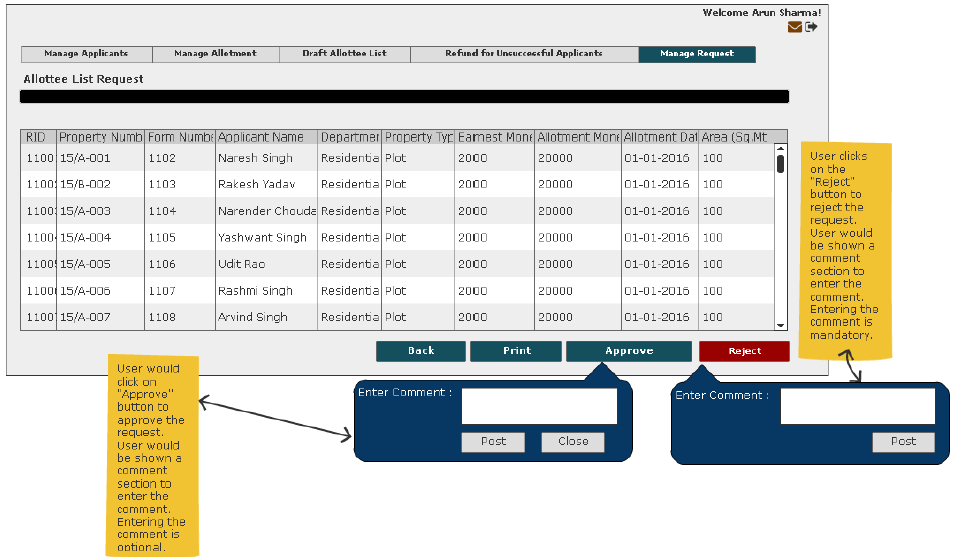 Welcome Arun Sharma!
Manage Applicants Manage Allotment Draft Allottee List Refund for Unsuccessful Applicants Manage Request
Allottee List Request
RID Property Numb Form Numbe Applicant Name Departmer Property Typ Earnest Mone Allotment Mone Allotment Dat Area (Sq.Mt
1100 15/A-001 1102 Naresh Singh Residentia Plot 2000 20000 01-01-2016 100
1100 15/B-002 1103 Rakesh Yadav Residentia Plot 2000 20000 01-01-2016 100
1100 15/A-003 1104 Narender Chouda Residentia Plot 2000 20000 01-01-2016 100
1100 15/A-004 1105 Yashwant Singh Residentia Plot 2000 20000 01-01-2016 100
1100 15/A-005 1106 Udit Rao Residentia Plot 2000 20000 01-01-2016 100
1100 15/A-006 1107 Rashmi Singh Residentia Plot 2000 20000 01-01-2016 100
1100 15/A-007 1108 Arvind Singh Residentia Plot 2000 20000 01-01-2016 100
Back Print Approve Reject
User clicks
on the
"Reject"
button to
reject the
request.
User would
be shown a
comment
section to
enter the
comment.
Entering the
comment is
mandatory.
User would
click on
"Approve"
button to
approve the
request.
User would
be shown a
comment
section to
enter the
comment.
Entering the
comment is
optional.
Enter Comment :
Post Close
Enter Comment :
Post